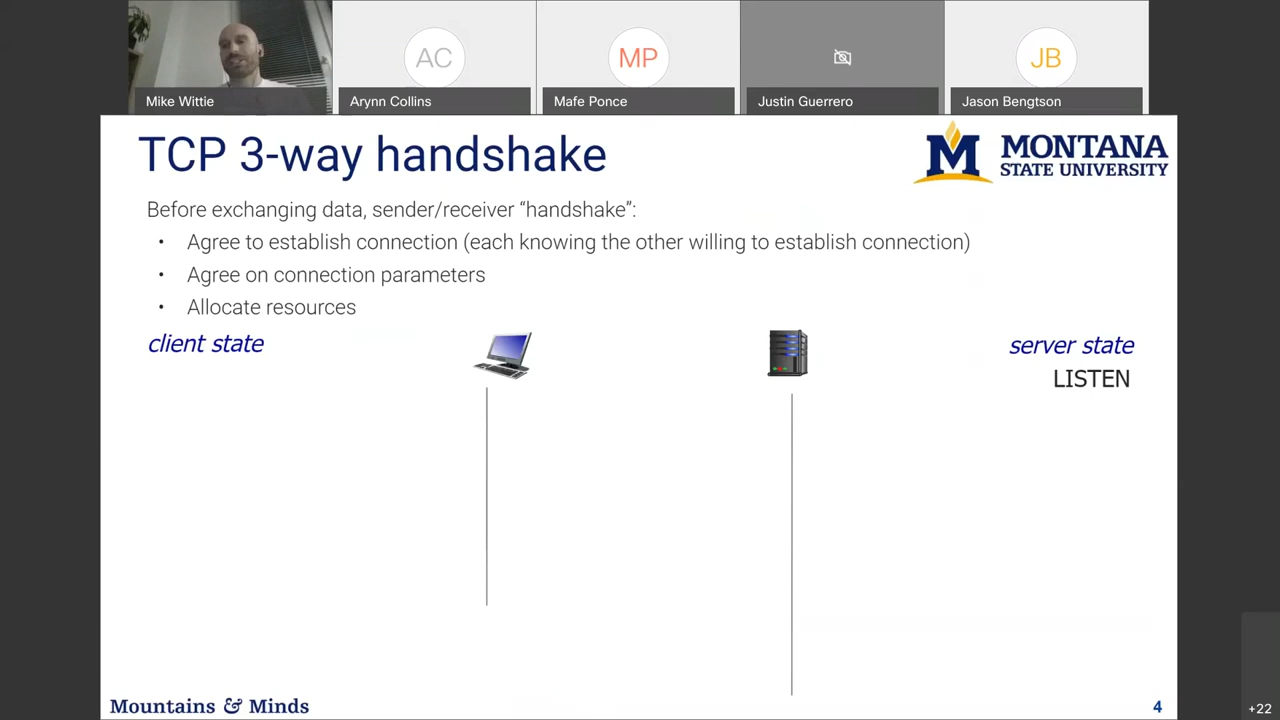 AC
MP
JB
Mike Wittie
Arynn Collins
Mafe Ponce
Justin Guerrero
Jason Bengtson
TCP 3-way handshake
M MONTANA
STATE UNIVERSITY
Before exchanging data, sender/receiver “handshake”:
• Agree to establish connection (each knowing the other willing to establish connection)
• Agree on connection parameters
• Allocate resources
client state
server state
LISTEN
Mountains & Minds
4
+22